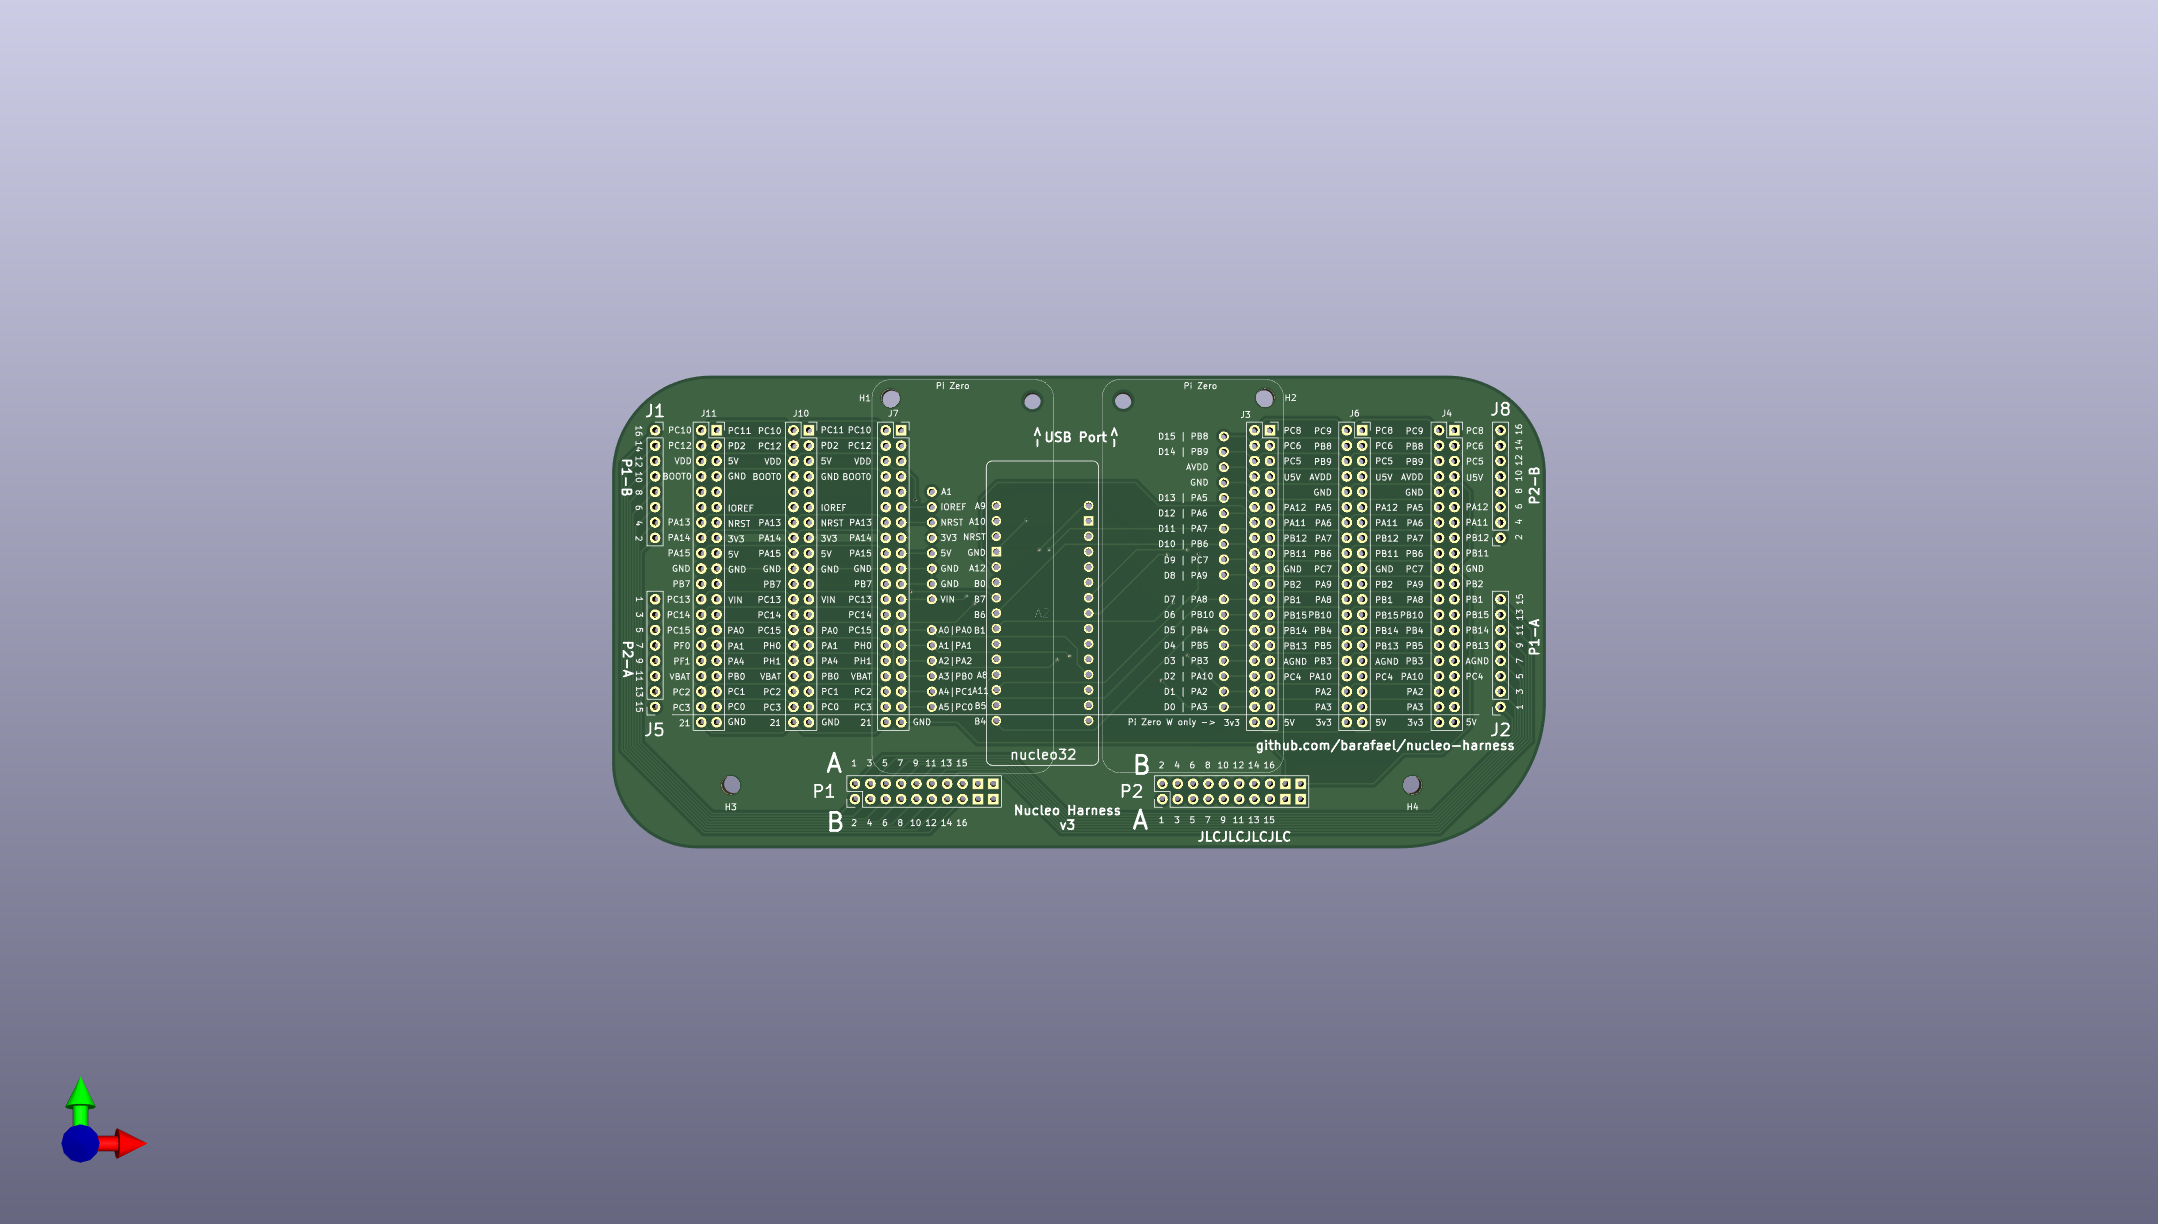 Pi Zero Pi Zero
H1 H2
J1 J11 J10 J7 J3 J6 J4 J8
16 PC10 PC11 PC10 PC11 PC10 PC8 PC9 PC8 PC9 PC8 16
^ USB Port ^ D15 | PB8
14 PC12 PD2 PC12 PD2 PC12 PC6 PB8 PC6 PB8 PC6 14
D14 | PB9
12 VDD 5V VDD 5V VDD PC5 PB9 PC5 PB9 PC5 12
AVDD
10 BOOT0 GND BOOT0 GND BOOT0 U5V AVDD U5V AVDD U5V 10
P1-B P2-B
GND
8 A1 GND GND 8
D13 | PA5
6 IOREF IOREF IOREF A9 PA12 PA5 PA12 PA5 PA12 6
D12 | PA6
4 PA13 NRST PA13 NRST PA13 NRST A10 PA11 PA6 PA11 PA6 PA11 4
D11 | PA7
2 PA14 3V3 PA14 3V3 PA14 3V3 NRST PB12 PA7 PB12 PA7 PB12 2
D10 | PB6
PA15 5V PA15 5V PA15 5V GND PB11 PB6 PB11 PB6 PB11
D9 | PC7
GND GND GND GND GND GND A12 GND PC7 GND PC7 GND
D8 | PA9
PB7 PB7 PB7 GND B0 PB2 PA9 PB2 PA9 PB2
1 PC13 VIN PC13 VIN PC13 VIN B7 D7 | PA8 PB1 PA8 PB1 PA8 PB1 15
3 PC14 PC14 PC14 B6 D6 | PB10 PB15 PB10 PB15 PB10 PB15 13
5 PC15 PA0 PC15 PA0 PC15 A0|PA0 B1 D5 | PB4 PB14 PB4 PB14 PB4 PB14 11
7 PF0 PA1 PH0 PA1 PH0 A1|PA1 D4 | PB5 PB13 PB5 PB13 PB5 PB13 9
P2-A P1-A
9 PF1 PA4 PH1 PA4 PH1 A2|PA2 D3 | PB3 AGND PB3 AGND PB3 AGND 7
11 VBAT PB0 VBAT PB0 VBAT A3|PB0 A8 D2 | PA10 PC4 PA10 PC4 PA10 PC4 5
13 PC2 PC1 PC2 PC1 PC2 A4|PC1 A11 D1 | PA2 PA2 PA2 3
15 PC3 PC0 PC3 PC0 PC3 A5|PC0 B5 D0 | PA3 PA3 PA3 1
21 GND 21 GND 21 GND B4 Pi Zero W only -> 3v3 5V 3v3 5V 3v3 5V
J5 J2
github.com/barafael/nucleo-harness
nucleo32
A 1 3 5 7 9 11 13 15
B 2 4 6 8 10 12 14 16
P1 P2
H3 H4
Nucleo Harness
v3
B 2 4 6 8 10 12 14 16
A 1 3 5 7 9 11 13 15
JLCJLCJLCJLC